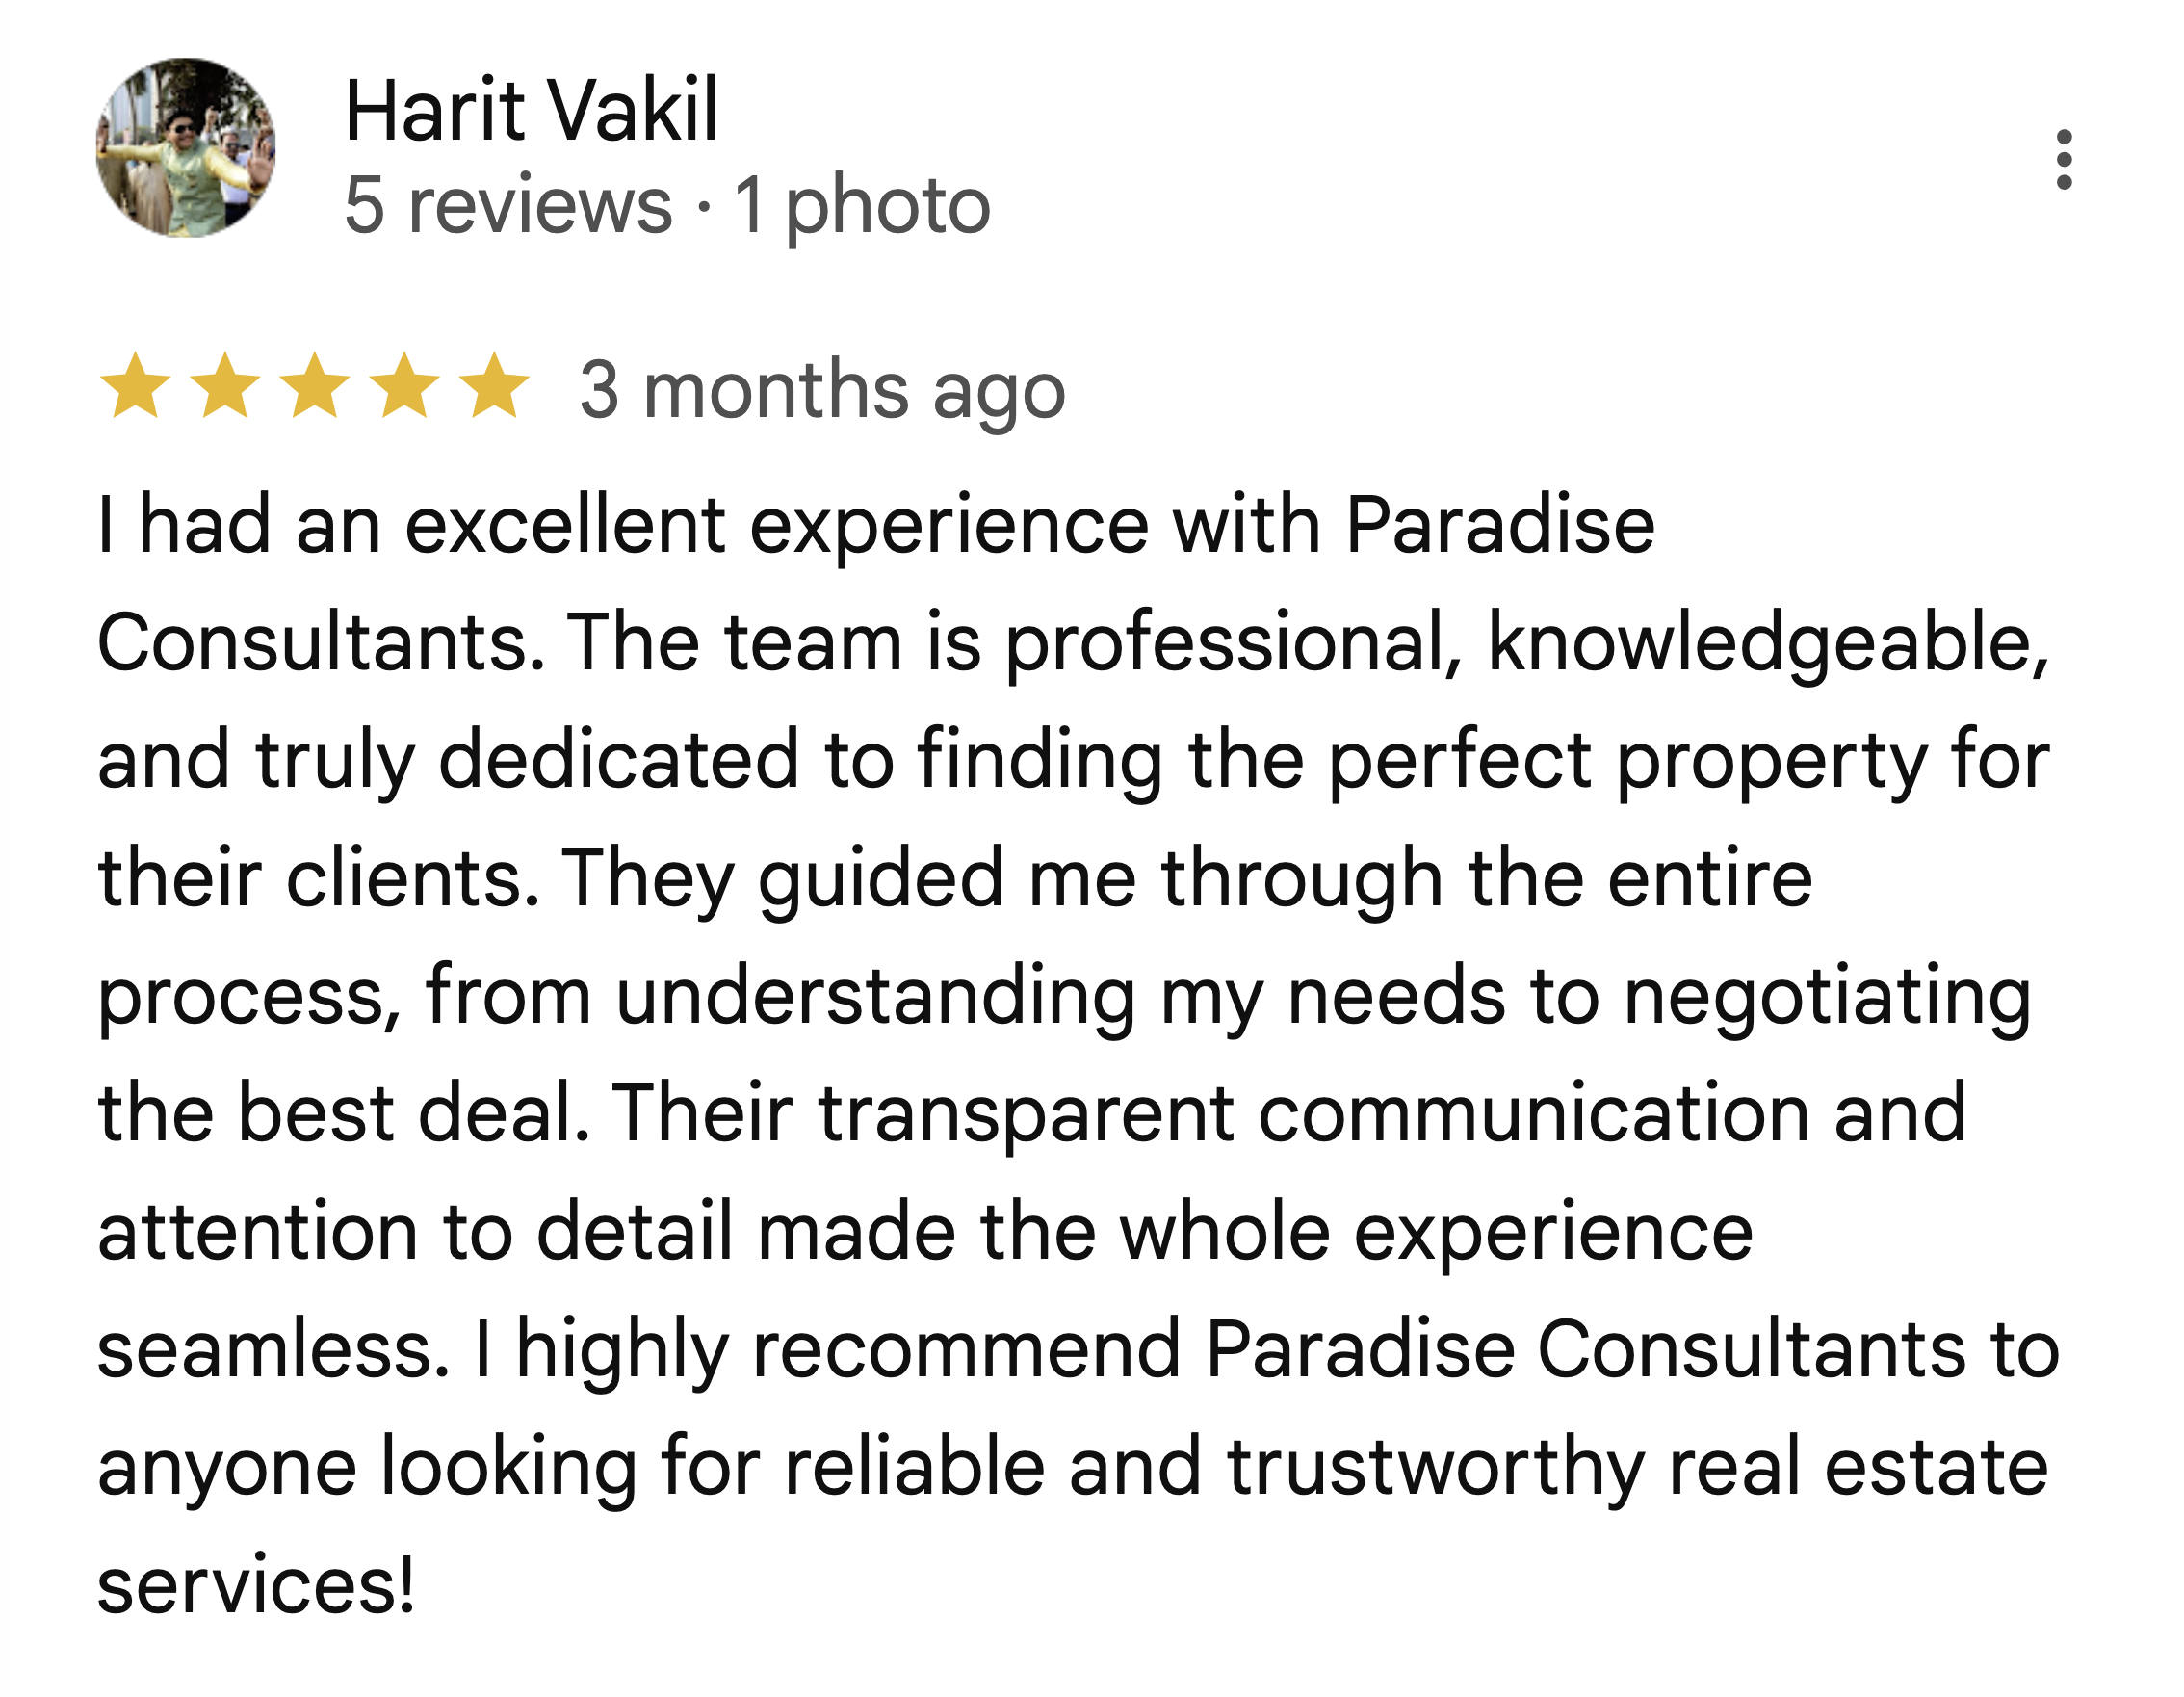 Harit Vakil
5 reviews · 1 photo
3 months ago
I had an excellent experience with Paradise
Consultants. The team is professional, knowledgeable,
and truly dedicated to finding the perfect property for
their clients. They guided me through the entire
process, from understanding my needs to negotiating
the best deal. Their transparent communication and
attention to detail made the whole experience
seamless. I highly recommend Paradise Consultants to
anyone looking for reliable and trustworthy real estate
services!